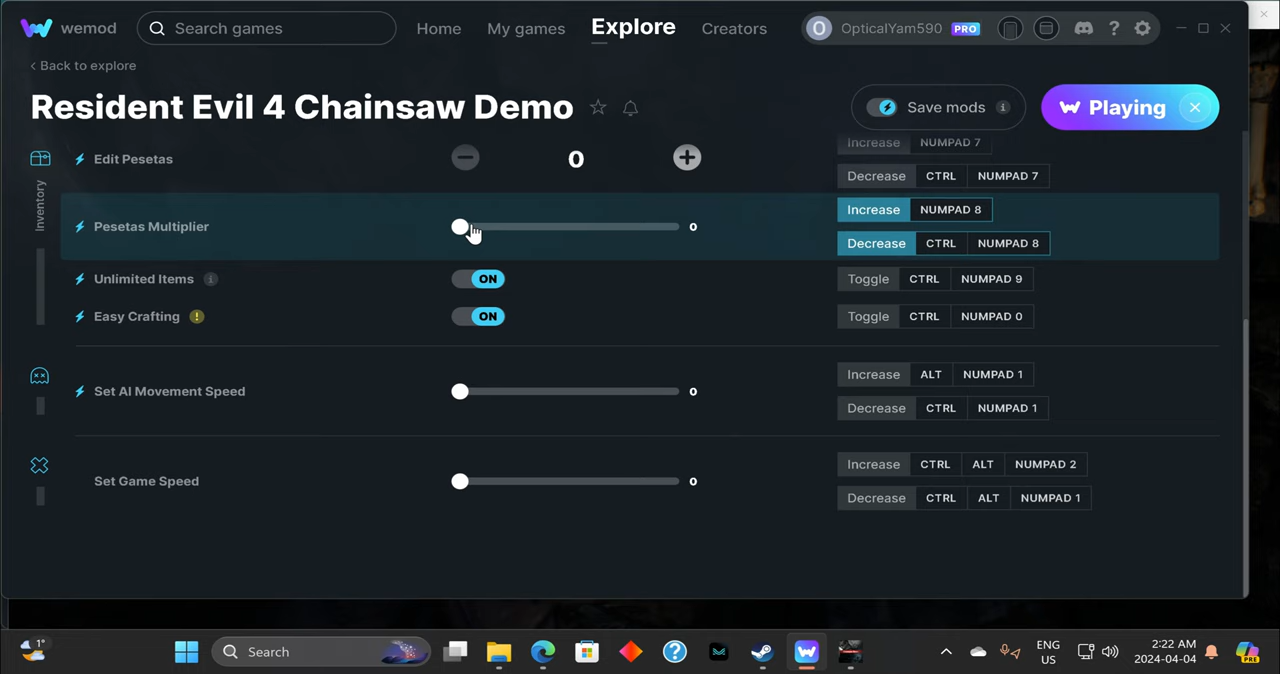 wemod
Search games
Home
My games
Explore
Creators
O
OpticalYam590
PRO
?
< Back to explore
Resident Evil 4 Chainsaw Demo
Save mods
i
Playing
Inventory
Edit Pesetas
0
Increase NUMPAD 7
Decrease CTRL NUMPAD 7
Pesetas Multiplier
0
Increase NUMPAD 8
Decrease CTRL NUMPAD 8
Unlimited Items
i
ON
Toggle CTRL NUMPAD 9
Easy Crafting
!
ON
Toggle CTRL NUMPAD 0
Set AI Movement Speed
0
Increase ALT NUMPAD 1
Decrease CTRL NUMPAD 1
Set Game Speed
0
Increase CTRL ALT NUMPAD 2
Decrease CTRL ALT NUMPAD 1
1°
Search
?
ENG
US
2:22 AM
2024-04-04
PRE